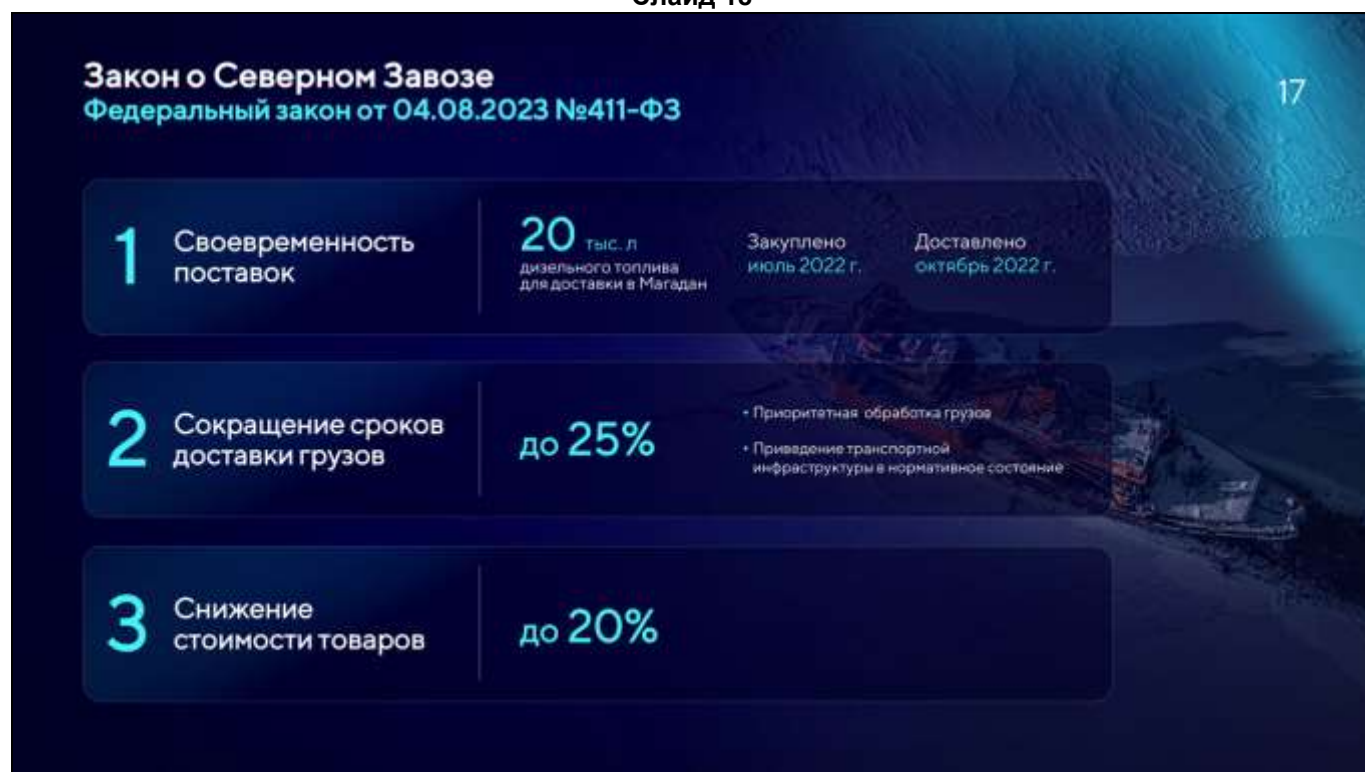 Закон о Северном Завозе
Федеральный закон от 04.08.2023 №411-ФЗ
17
1
Своевременность
поставок
20 тыс. л
дизельного топлива
для доставки в Магадан
Закуплено
июль 2022 г.
Доставлено
октябрь 2022 г.
2
Сокращение сроков
доставки грузов
до 25%
• Приоритетная обработка грузов
• Приведение транспортной
инфраструктуры в нормативное состояние
3
Снижение
стоимости товаров
до 20%